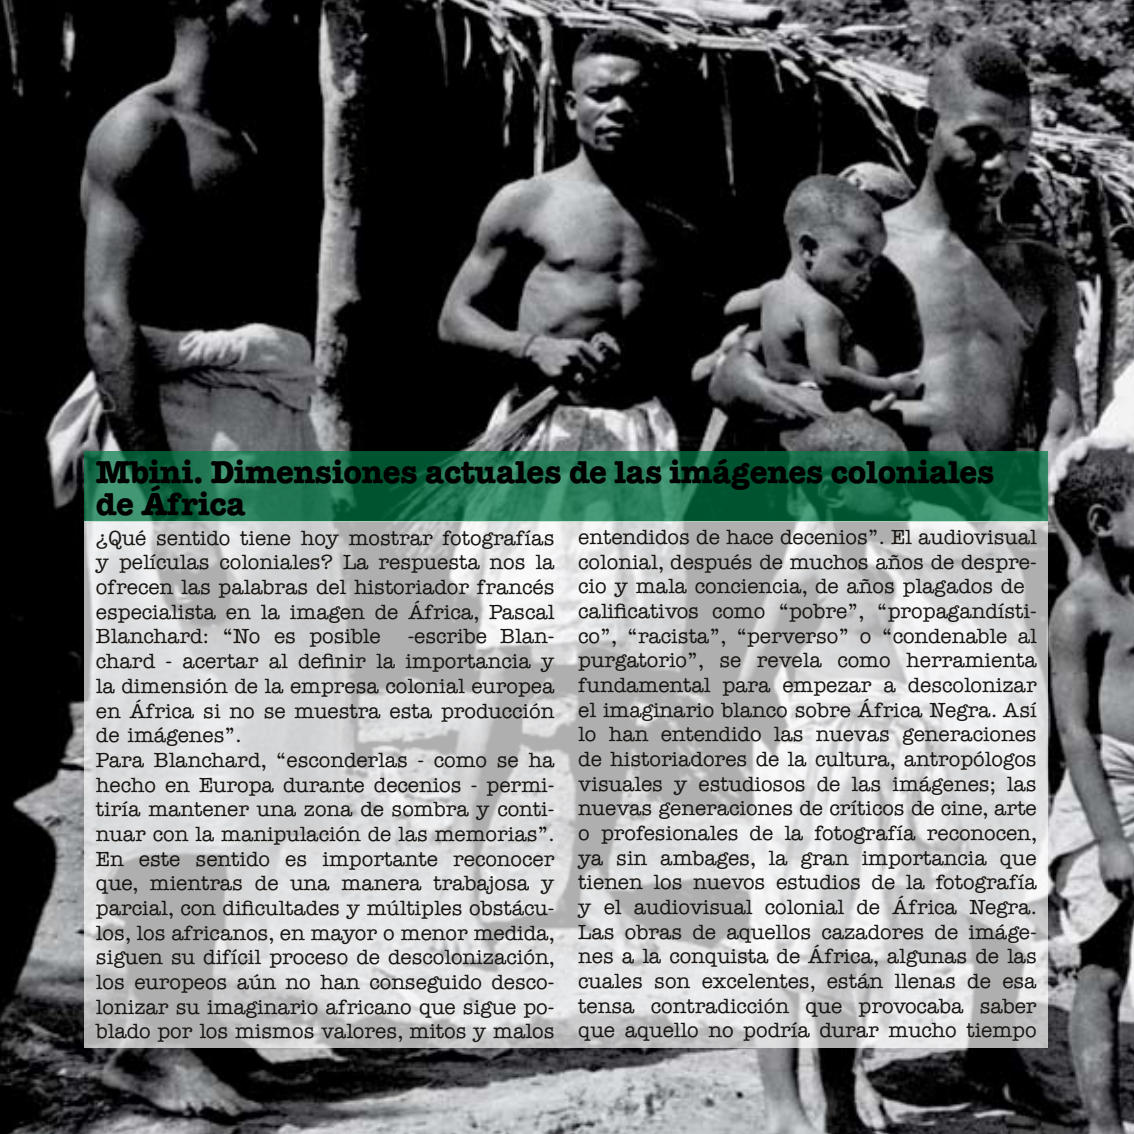 Mbini. Dimensiones actuales de las imágenes coloniales
de África
¿Qué sentido tiene hoy mostrar fotografías
y películas coloniales? La respuesta nos la
ofrecen las palabras del historiador francés
especialista en la imagen de África, Pascal
Blanchard: “No es posible -escribe Blan-
chard - acertar al definir la importancia y
la dimensión de la empresa colonial europea
en África si no se muestra esta producción
de imágenes”.
Para Blanchard, “esconderlas - como se ha
hecho en Europa durante decenios - permi-
tiría mantener una zona de sombra y conti-
nuar con la manipulación de las memorias”.
En este sentido es importante reconocer
que, mientras de una manera trabajosa y
parcial, con dificultades y múltiples obstácu-
los, los africanos, en mayor o menor medida,
siguen su difícil proceso de descolonización,
los europeos aún no han conseguido desco-
lonizar su imaginario africano que sigue po-
blado por los mismos valores, mitos y malos
entendidos de hace decenios”. El audiovisual
colonial, después de muchos años de despre-
cio y mala conciencia, de años plagados de
calificativos como “pobre”, “propagandísti-
co”, “racista”, “perverso” o “condenable al
purgatorio”, se revela como herramienta
fundamental para empezar a descolonizar
el imaginario blanco sobre África Negra. Así
lo han entendido las nuevas generaciones
de historiadores de la cultura, antropólogos
visuales y estudiosos de las imágenes; las
nuevas generaciones de críticos de cine, arte
o profesionales de la fotografía reconocen,
ya sin ambages, la gran importancia que
tienen los nuevos estudios de la fotografía
y el audiovisual colonial de África Negra.
Las obras de aquellos cazadores de imáge-
nes a la conquista de África, algunas de las
cuales son excelentes, están llenas de esa
tensa contradicción que provocaba saber
que aquello no podría durar mucho tiempo